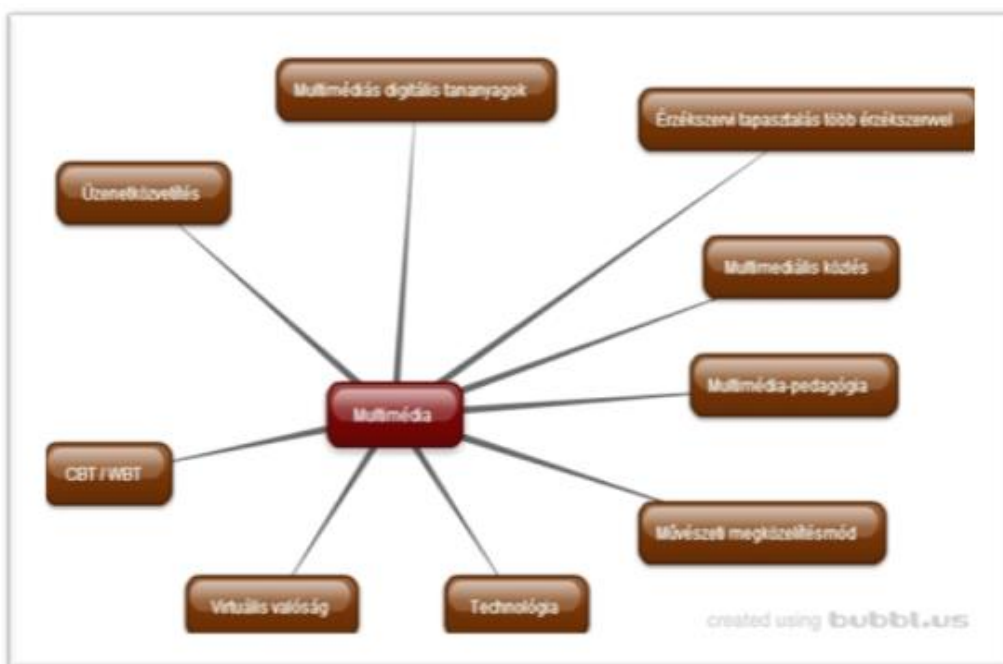 Multimédiás digitális tananyagok
Érzékszervi tapasztalás több érzékszervvel
Üzenetközvetítés
Multimediális közlés
Multimédia-pedagógia
Multimédia
CBT / WBT
Művészeti megközelítésmód
Virtuális valóság
Technológia
created using bubbl.us